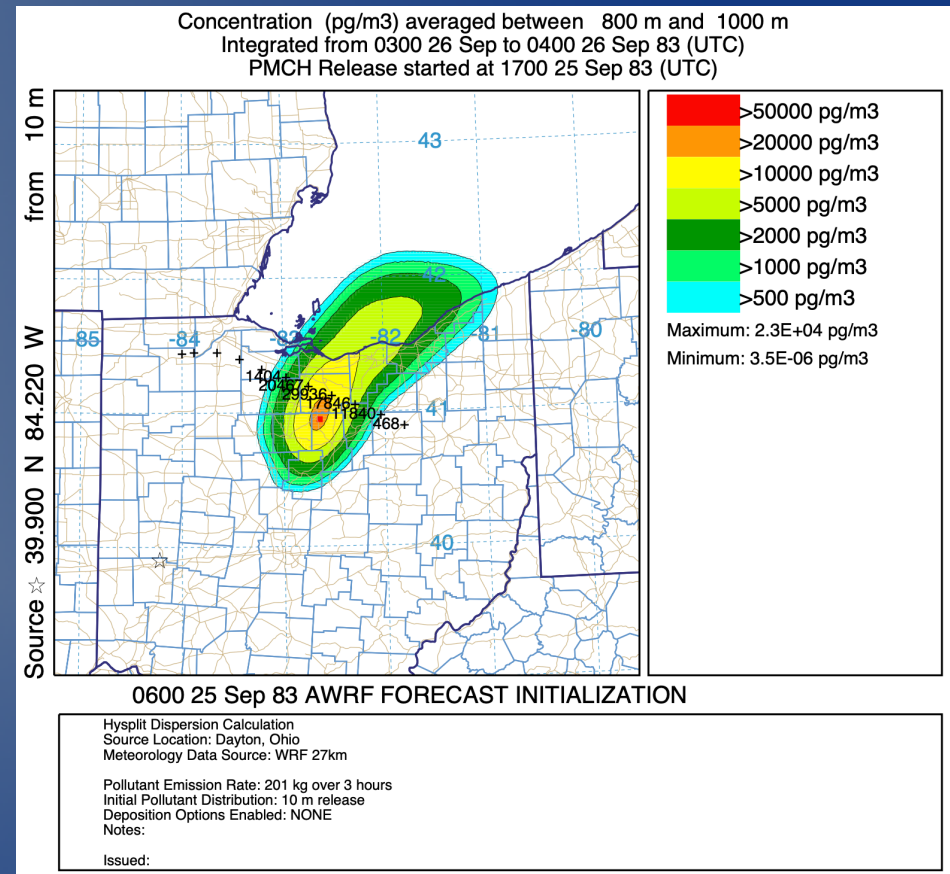 Concentration (pg/m3) averaged between 800 m and 1000 m
Integrated from 0300 26 Sep to 0400 26 Sep 83 (UTC)
PMCH Release started at 1700 25 Sep 83 (UTC)
Source ☆ 39.900 N 84.220 W from 10 m
43
42
-85
-84
-83
-82
-81
-80
1404+
20467+
29936+
17846+
11840+
468+
41
40
>50000 pg/m3
>20000 pg/m3
>10000 pg/m3
>5000 pg/m3
>2000 pg/m3
>1000 pg/m3
>500 pg/m3
Maximum: 2.3E+04 pg/m3
Minimum: 3.5E-06 pg/m3
0600 25 Sep 83 AWRF FORECAST INITIALIZATION
Hysplit Dispersion Calculation
Source Location: Dayton, Ohio
Meteorology Data Source: WRF 27km
Pollutant Emission Rate: 201 kg over 3 hours
Initial Pollutant Distribution: 10 m release
Deposition Options Enabled: NONE
Notes:
Issued: